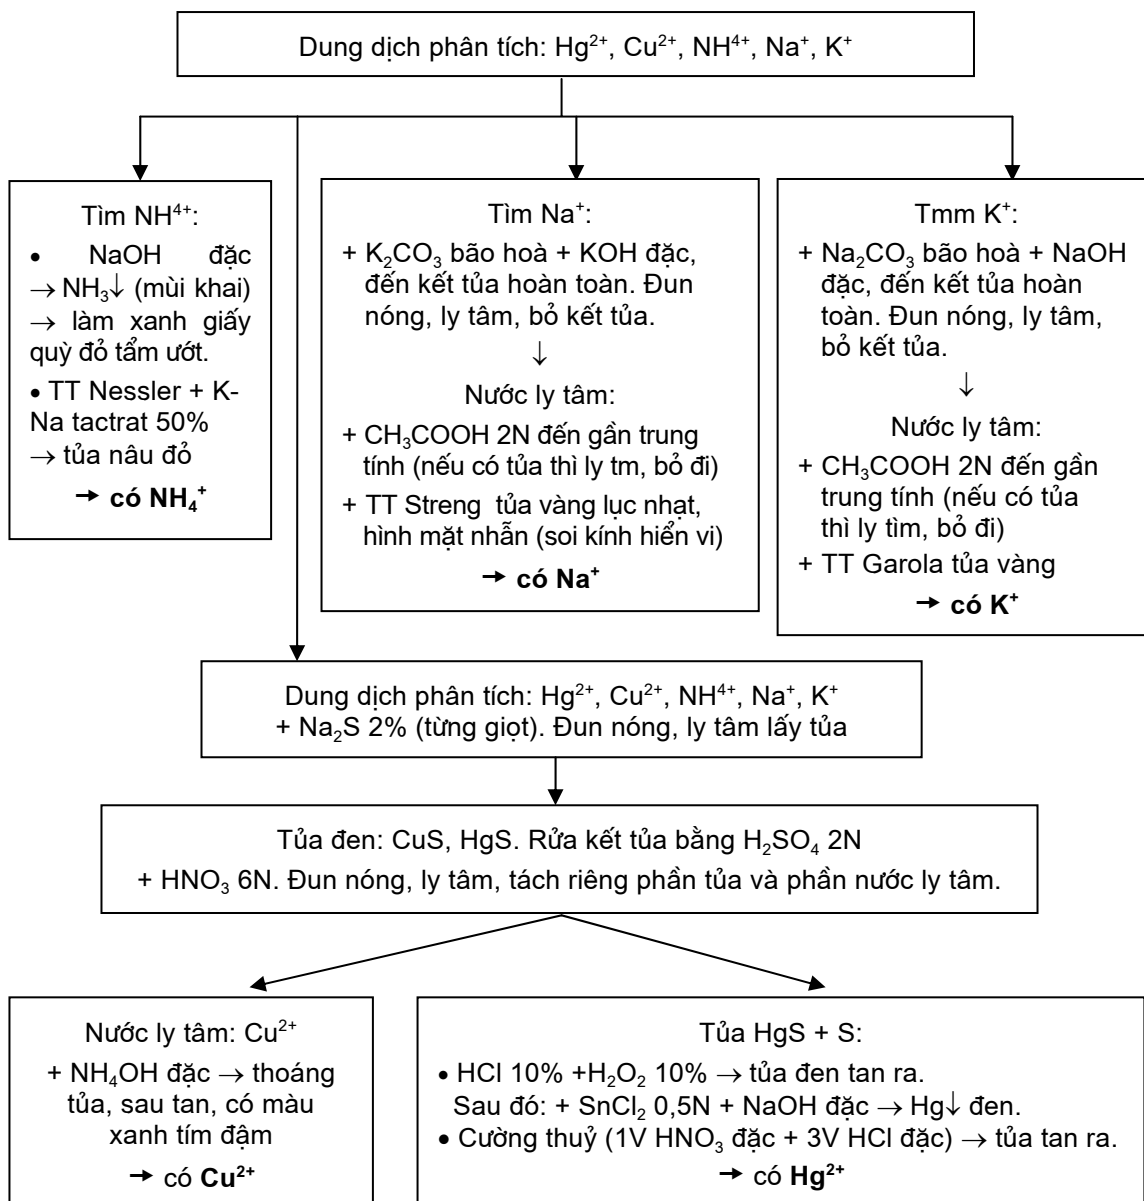 Dung dịch phân tích: Hg²⁺, Cu²⁺, NH⁴⁺, Na⁺, K⁺
Tìm NH⁴⁺:
• NaOH đặc
→ NH₃↓ (mùi khai)
→ làm xanh giấy
quỳ đỏ tẩm ướt.
• TT Nessler + K-
Na tactrat 50%
→ tủa nâu đỏ
→ có NH₄⁺
Tìm Na⁺:
+ K₂CO₃ bão hoà + KOH đặc,
đến kết tủa hoàn toàn. Đun
nóng, ly tâm, bỏ kết tủa.
↓
Nước ly tâm:
+ CH₃COOH 2N đến gần trung
tính (nếu có tủa thì ly tm, bỏ đi)
+ TT Streng tủa vàng lục nhạt,
hình mặt nhẫn (soi kính hiển vi)
→ có Na⁺
Tmm K⁺:
+ Na₂CO₃ bão hoà + NaOH
đặc, đến kết tủa hoàn
toàn. Đun nóng, ly tâm,
bỏ kết tủa.
↓
Nước ly tâm:
+ CH₃COOH 2N đến gần
trung tính (nếu có tủa
thì ly tìm, bỏ đi)
+ TT Garola tủa vàng
→ có K⁺
Dung dịch phân tích: Hg²⁺, Cu²⁺, NH⁴⁺, Na⁺, K⁺
+ Na₂S 2% (từng giọt). Đun nóng, ly tâm lấy tủa
Tủa đen: CuS, HgS. Rửa kết tủa bằng H₂SO₄ 2N
+ HNO₃ 6N. Đun nóng, ly tâm, tách riêng phần tủa và phần nước ly tâm.
Nước ly tâm: Cu²⁺
+ NH₄OH đặc → thoáng
tủa, sau tan, có màu
xanh tím đậm
→ có Cu²⁺
Tủa HgS + S:
• HCl 10% +H₂O₂ 10% → tủa đen tan ra.
Sau đó: + SnCl₂ 0,5N + NaOH đặc → Hg↓ đen.
• Cường thuỷ (1V HNO₃ đặc + 3V HCl đặc) → tủa tan ra.
→ có Hg²⁺